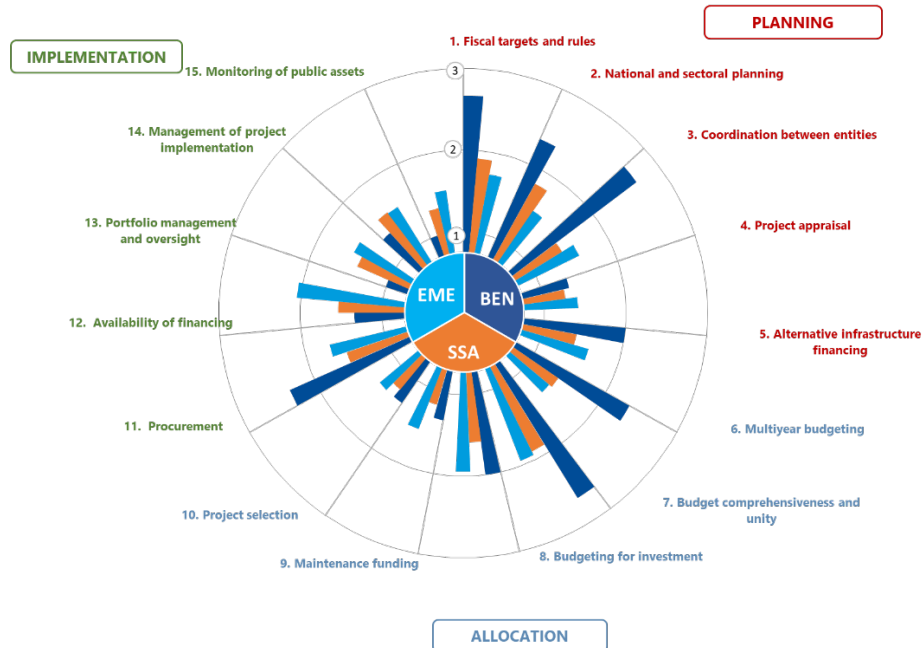 PLANNING
IMPLEMENTATION
1. Fiscal targets and rules
2. National and sectoral planning
3. Coordination between entities
4. Project appraisal
5. Alternative infrastructure
financing
6. Multiyear budgeting
7. Budget comprehensiveness and
unity
8. Budgeting for investment
9. Maintenance funding
10. Project selection
11.  Procurement
12.  Availability of financing
13. Portfolio management
and oversight
14. Management of project
implementation
15. Monitoring of public assets
3
2
1
EME
BEN
SSA
ALLOCATION